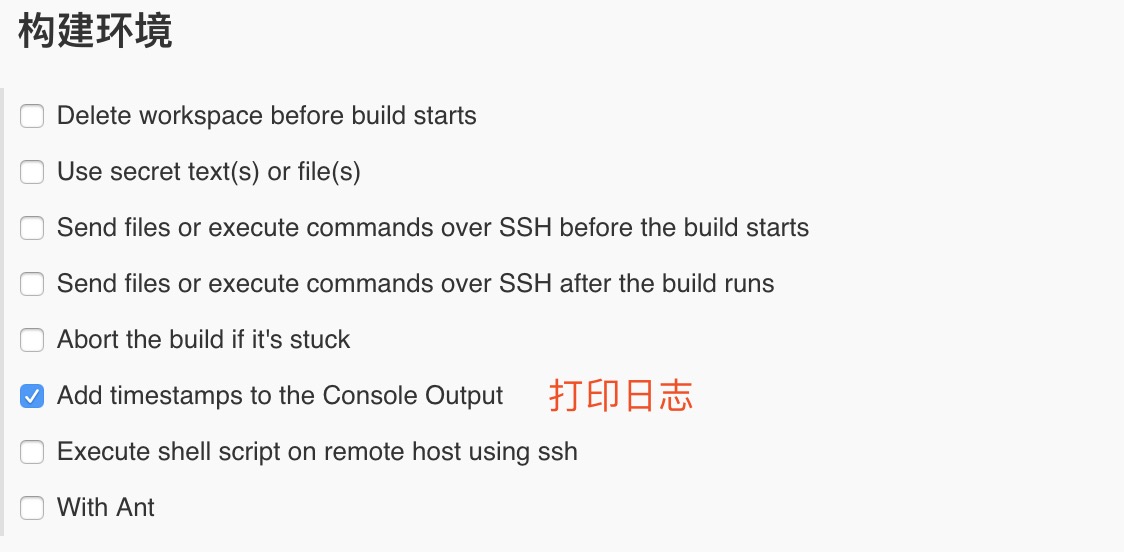 构建环境
Delete workspace before build starts
Use secret text(s) or file(s)
Send files or execute commands over SSH before the build starts
Send files or execute commands over SSH after the build runs
Abort the build if it's stuck
Add timestamps to the Console Output 打印日志
Execute shell script on remote host using ssh
With Ant